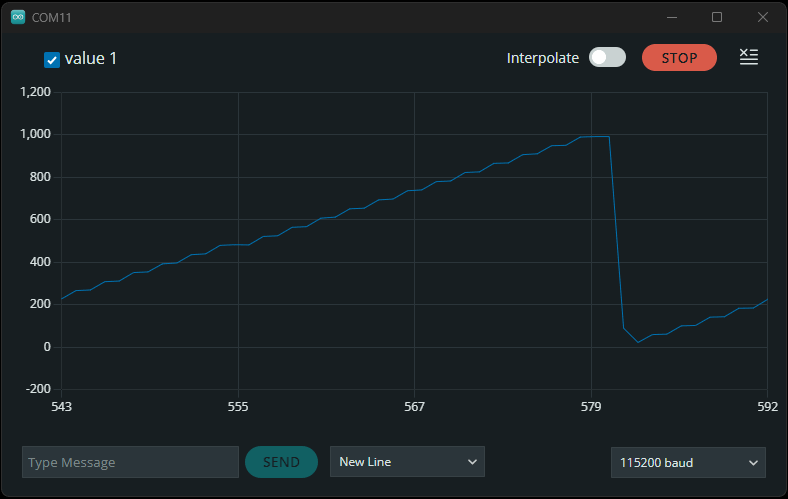 COM11
value 1
Interpolate
STOP
1,200
1,000
800
600
400
200
0
-200
543
555
567
579
592
Type Message
SEND
New Line
115200 baud